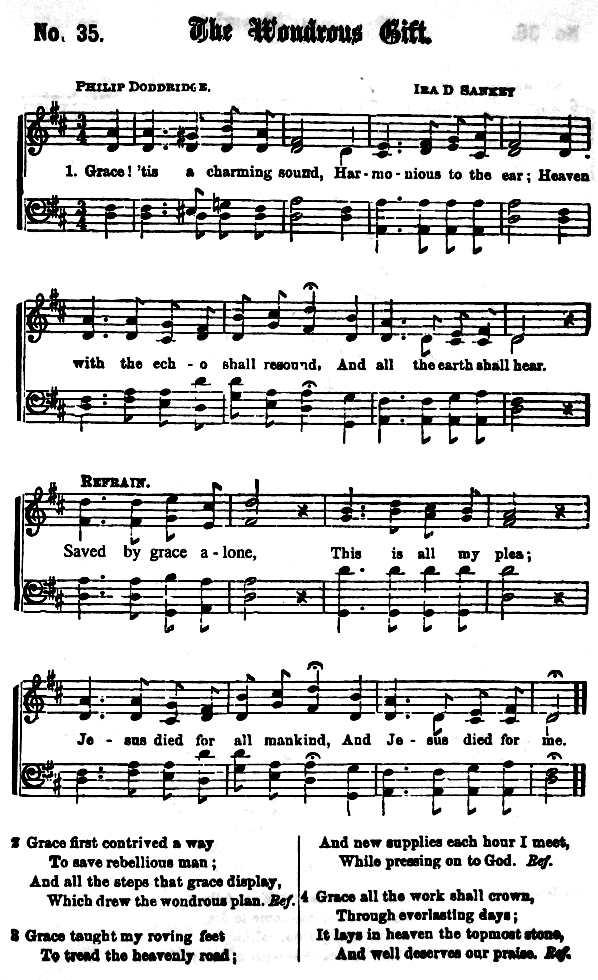 No. 35. The Wondrous Gift.
PHILIP DODDRIDGE. IRA D SANKEY
1. Grace! 'tis a charming sound, Har-mo-nious to the ear; Heaven
with the ech-o shall resound, And all the earth shall hear.
REFRAIN.
Saved by grace a-lone, This is all my plea;
Je-sus died for all mankind, And Je-sus died for me.
2 Grace first contrived a way
To save rebellious man;
And all the steps that grace display,
Which drew the wondrous plan. Ref.
3 Grace taught my roving feet
To tread the heavenly road;
And new supplies each hour I meet,
While pressing on to God. Ref.
4 Grace all the work shall crown,
Through everlasting days;
It lays in heaven the topmost stone,
And well deserves our praise. Ref.